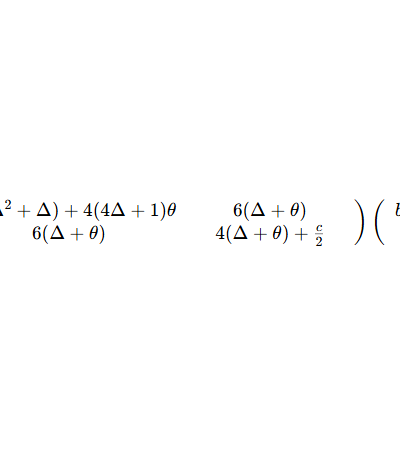 ² + Δ) + 4(4Δ + 1)θ 6(Δ + θ)
6(Δ + θ) 4(Δ + θ) + c/2 ) (